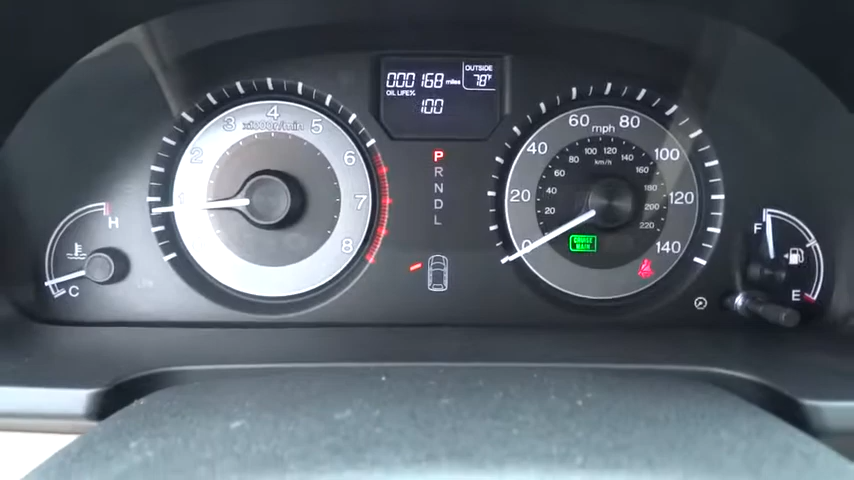 000 168 miles
OUTSIDE
78°F
OIL LIFE%
100
1 2 3 4 5 6 7 8
x1000r/min
P
R
N
D
L
0 20 40 60 80 100 120 140
mph
20 40 60 80 100 120 140 160 180 200 220
km/h
CRUISE
MAIN
H
C
F
E